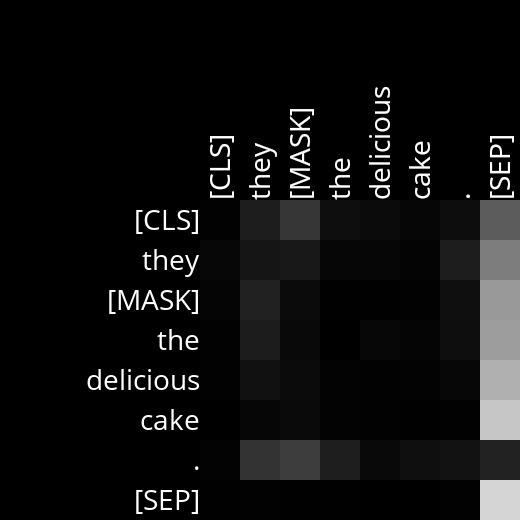 [CLS] they [MASK] the delicious cake . [SEP]
[CLS]
they
[MASK]
the
delicious
cake
.
[SEP]